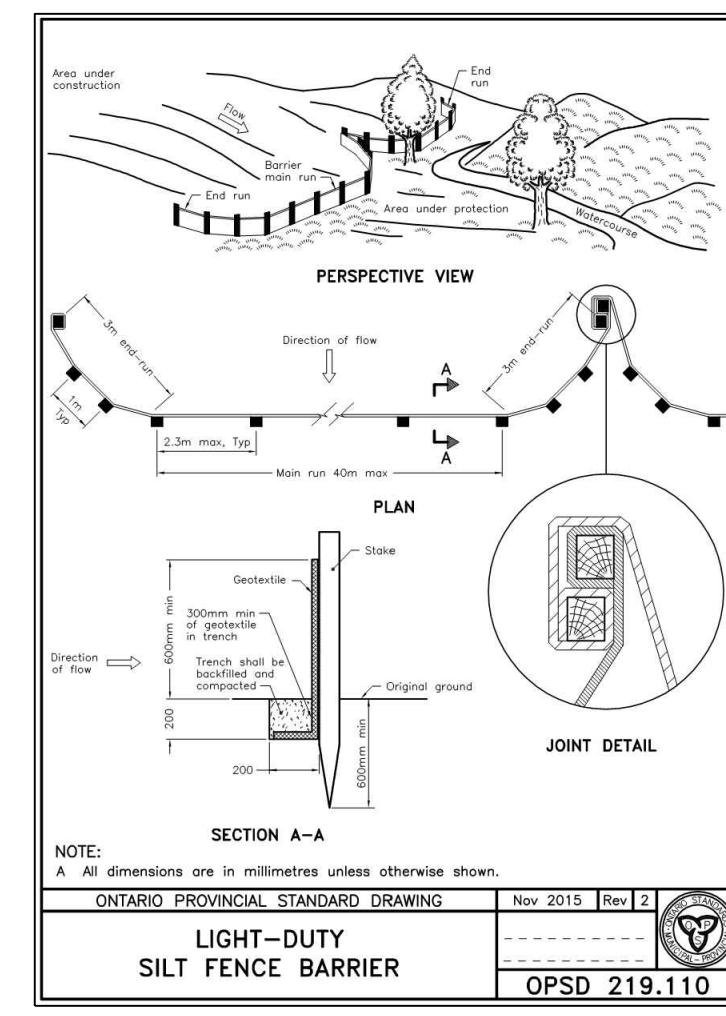 Area under
construction
Flow
End
run
Barrier
main run
End run
Area under protection
Watercourse
PERSPECTIVE VIEW
3m end-run
Direction of flow
3m end-run
1m
Typ
A
A
2.3m max, Typ
Main run 40m max
PLAN
Stake
Geotextile
600mm min
300mm min
of geotextile
in trench
Direction
of flow
Trench shall be
backfilled and
compacted
Original ground
200
200
600mm min
JOINT DETAIL
SECTION A-A
NOTE:
A All dimensions are in millimetres unless otherwise shown.
ONTARIO PROVINCIAL STANDARD DRAWING
Nov 2015 Rev 2
LIGHT-DUTY
SILT FENCE BARRIER
OPSD 219.110
OPS